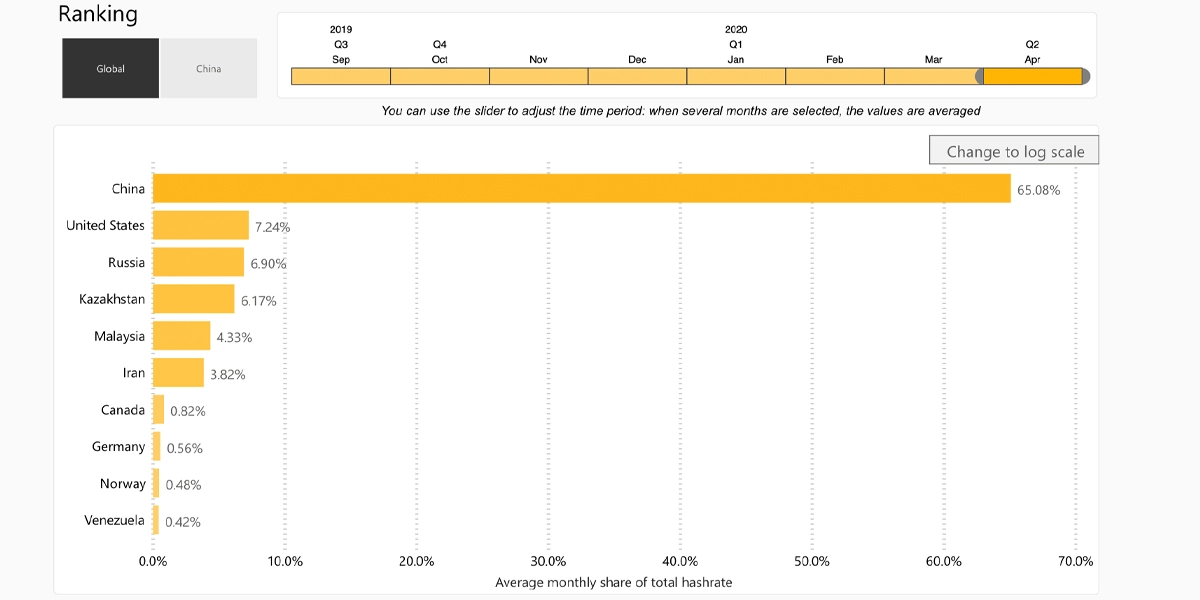 Ranking
Global
China
2019
2020
Q3
Q4
Q1
Q2
Sep
Oct
Nov
Dec
Jan
Feb
Mar
Apr
You can use the slider to adjust the time period: when several months are selected, the values are averaged
Change to log scale
China 65.08%
United States 7.24%
Russia 6.90%
Kazakhstan 6.17%
Malaysia 4.33%
Iran 3.82%
Canada 0.82%
Germany 0.56%
Norway 0.48%
Venezuela 0.42%
0.0% 10.0% 20.0% 30.0% 40.0% 50.0% 60.0% 70.0%
Average monthly share of total hashrate